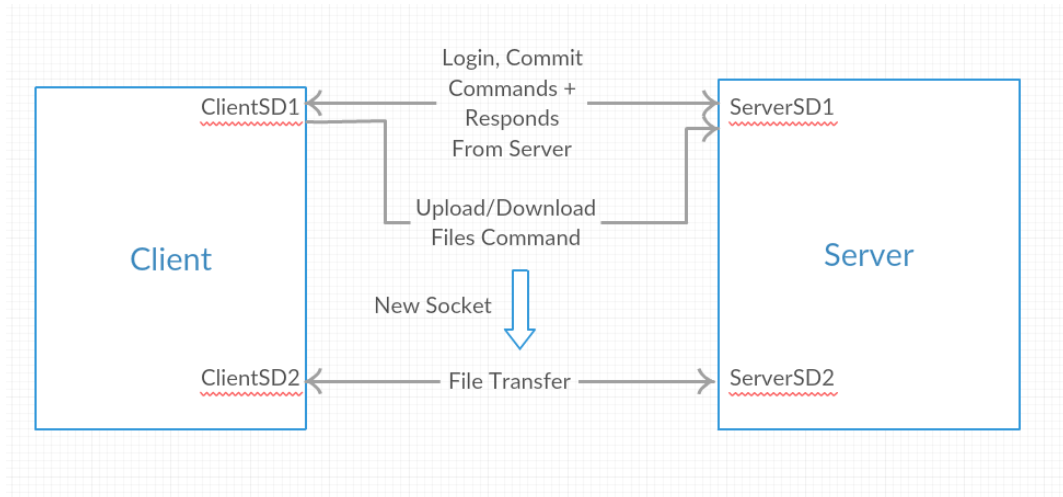 Login, Commit
Commands +
Responds
From Server
ClientSD1
ServerSD1
Upload/Download
Files Command
Client
Server
New Socket
ClientSD2
File Transfer
ServerSD2